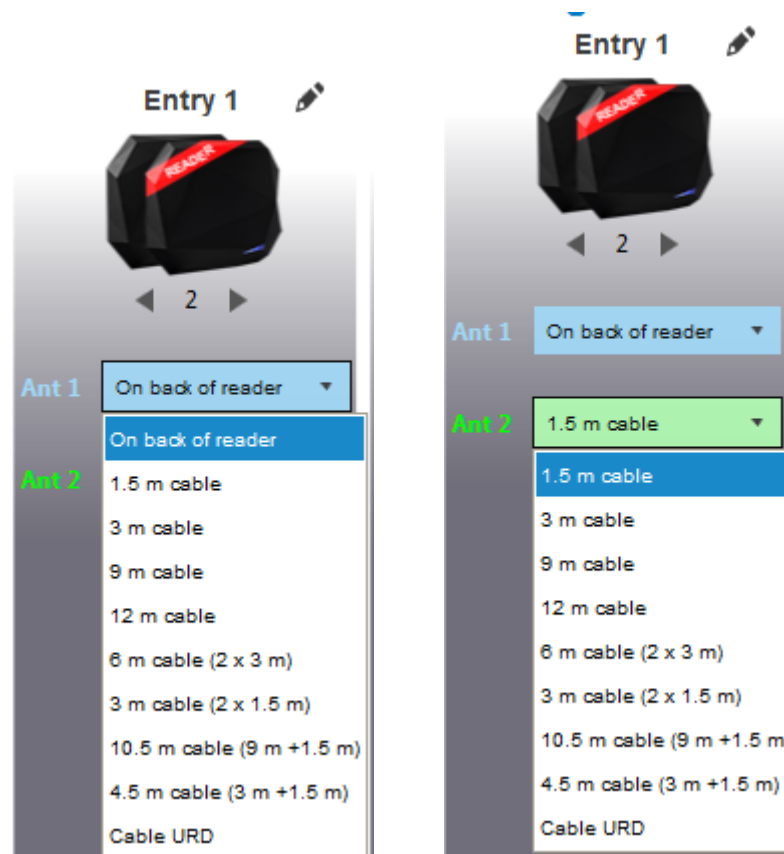 Entry 1
READER
2
Ant 1
On back of reader
On back of reader
Ant 2
1.5 m cable
3 m cable
9 m cable
12 m cable
6 m cable (2 x 3 m)
3 m cable (2 x 1.5 m)
10.5 m cable (9 m +1.5 m)
4.5 m cable (3 m +1.5 m)
Cable URD
Entry 1
READER
2
Ant 1
On back of reader
Ant 2
1.5 m cable
1.5 m cable
3 m cable
9 m cable
12 m cable
6 m cable (2 x 3 m)
3 m cable (2 x 1.5 m)
10.5 m cable (9 m +1.5 m
4.5 m cable (3 m +1.5 m)
Cable URD